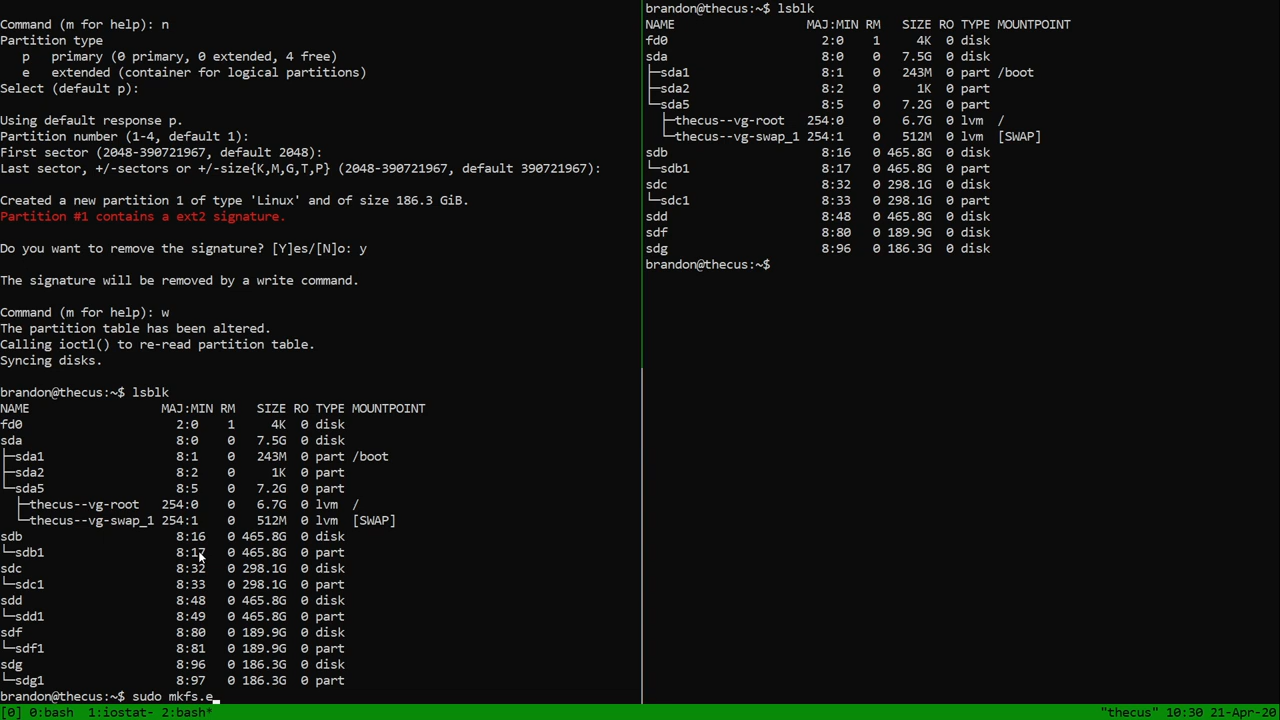 Command (m for help): n
Partition type
   p   primary (0 primary, 0 extended, 4 free)
   e   extended (container for logical partitions)
Select (default p):

Using default response p.
Partition number (1-4, default 1):
First sector (2048-390721967, default 2048):
Last sector, +/-sectors or +/-size{K,M,G,T,P} (2048-390721967, default 390721967):

Created a new partition 1 of type 'Linux' and of size 186.3 GiB.
Partition #1 contains a ext2 signature.

Do you want to remove the signature? [Y]es/[N]o: y

The signature will be removed by a write command.

Command (m for help): w
The partition table has been altered.
Calling ioctl() to re-read partition table.
Syncing disks.

brandon@thecus:~$ lsblk
NAME                  MAJ:MIN RM   SIZE RO TYPE MOUNTPOINT
fd0                     2:0    1     4K  0 disk
sda                     8:0    0   7.5G  0 disk
├─sda1                  8:1    0   243M  0 part /boot
├─sda2                  8:2    0     1K  0 part
└─sda5                  8:5    0   7.2G  0 part
  ├─thecus--vg-root   254:0    0   6.7G  0 lvm  /
  └─thecus--vg-swap_1 254:1    0   512M  0 lvm  [SWAP]
sdb                     8:16   0 465.8G  0 disk
└─sdb1                  8:17   0 465.8G  0 part
sdc                     8:32   0 298.1G  0 disk
└─sdc1                  8:33   0 298.1G  0 part
sdd                     8:48   0 465.8G  0 disk
└─sdd1                  8:49   0 465.8G  0 part
sdf                     8:80   0 189.9G  0 disk
└─sdf1                  8:81   0 189.9G  0 part
sdg                     8:96   0 186.3G  0 disk
└─sdg1                  8:97   0 186.3G  0 part
brandon@thecus:~$ sudo mkfs.e
brandon@thecus:~$ lsblk
NAME                  MAJ:MIN RM   SIZE RO TYPE MOUNTPOINT
fd0                     2:0    1     4K  0 disk
sda                     8:0    0   7.5G  0 disk
├─sda1                  8:1    0   243M  0 part /boot
├─sda2                  8:2    0     1K  0 part
└─sda5                  8:5    0   7.2G  0 part
  ├─thecus--vg-root   254:0    0   6.7G  0 lvm  /
  └─thecus--vg-swap_1 254:1    0   512M  0 lvm  [SWAP]
sdb                     8:16   0 465.8G  0 disk
└─sdb1                  8:17   0 465.8G  0 part
sdc                     8:32   0 298.1G  0 disk
└─sdc1                  8:33   0 298.1G  0 part
sdd                     8:48   0 465.8G  0 disk
sdf                     8:80   0 189.9G  0 disk
sdg                     8:96   0 186.3G  0 disk
brandon@thecus:~$
[0] 0:bash  1:iostat- 2:bash*
"thecus" 10:30 21-Apr-20